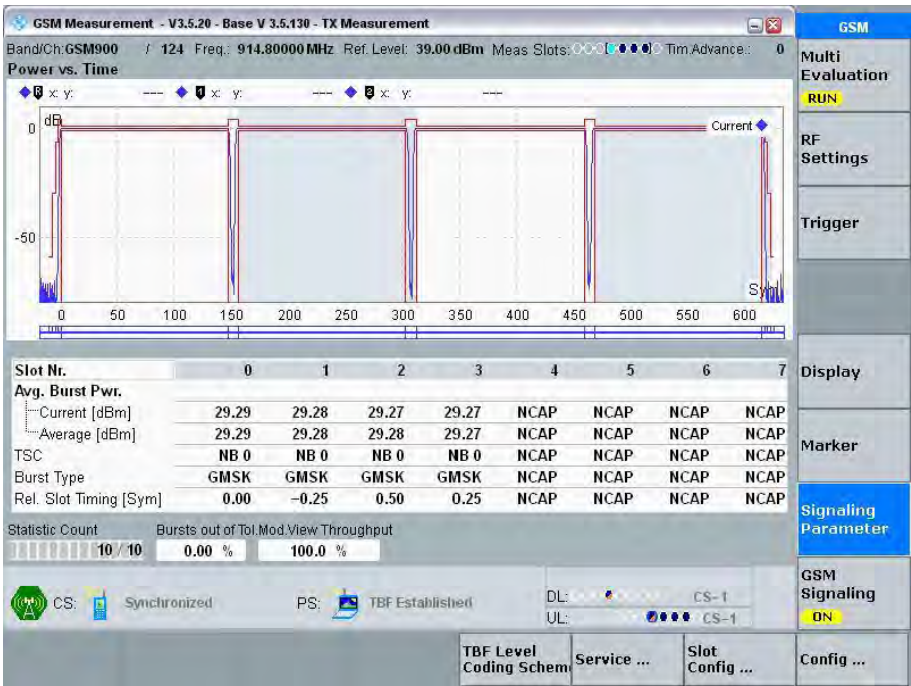 GSM Measurement - V3.5.20 - Base V 3.5.130 - TX Measurement
GSM
Band/Ch: GSM900 / 124 Freq.: 914.80000 MHz Ref. Level: 39.00 dBm Meas Slots: Tim.Advance.: 0
Multi Evaluation
RUN
Power vs. Time
R x: y: --- 1 x: y: --- 2 x: y: ---
dB
Current
0
-50
Sym
0 50 100 150 200 250 300 350 400 450 500 550 600
RF Settings
Trigger
Slot Nr. 0 1 2 3 4 5 6 7
Avg. Burst Pwr.
Current [dBm] 29.29 29.28 29.27 29.27 NCAP NCAP NCAP NCAP
Average [dBm] 29.29 29.28 29.28 29.27 NCAP NCAP NCAP NCAP
TSC NB 0 NB 0 NB 0 NB 0 NCAP NCAP NCAP NCAP
Burst Type GMSK GMSK GMSK GMSK NCAP NCAP NCAP NCAP
Rel. Slot Timing [Sym] 0.00 −0.25 0.50 0.25 NCAP NCAP NCAP NCAP
Display
Marker
Signaling Parameter
Statistic Count Bursts out of Tol. Mod.View Throughput
10 / 10 0.00 % 100.0 %
CS: Synchronized PS: TBF Established DL: CS-1
UL: CS-1
GSM Signaling
ON
TBF Level
Coding Schem
Service ...
Slot
Config ...
Config ...